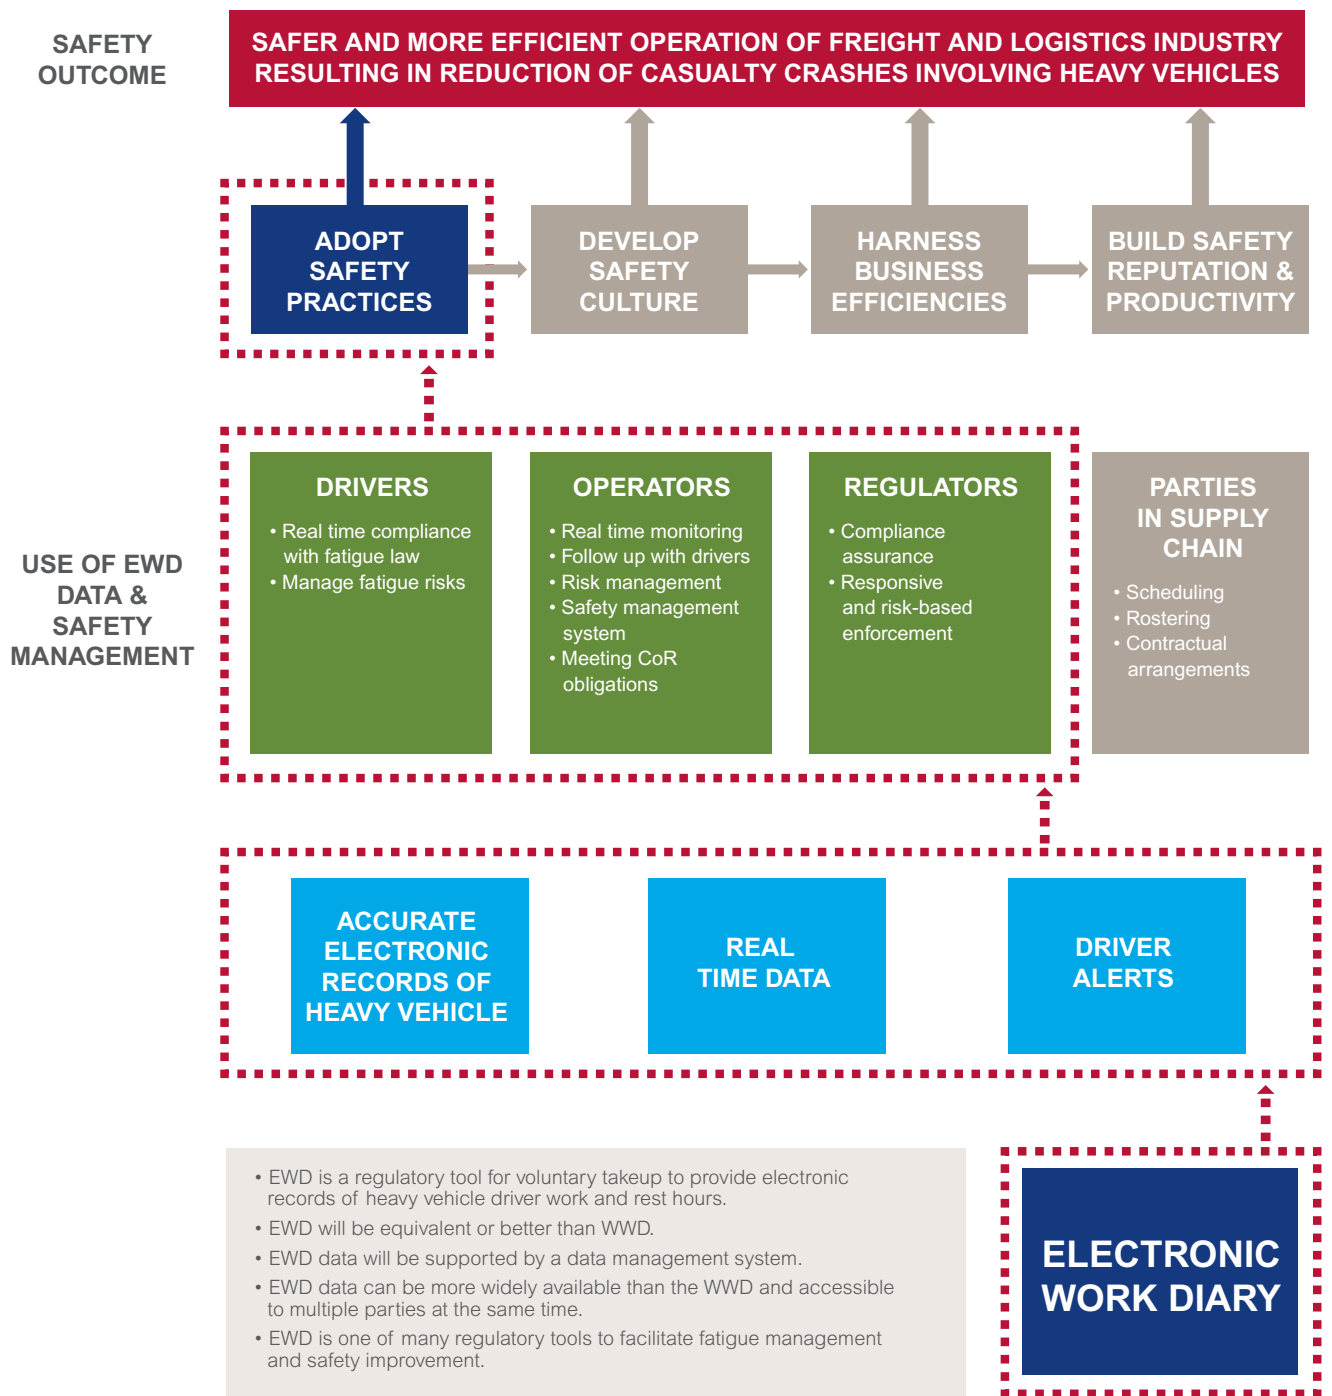 SAFETY
OUTCOME
SAFER AND MORE EFFICIENT OPERATION OF FREIGHT AND LOGISTICS INDUSTRY
RESULTING IN REDUCTION OF CASUALTY CRASHES INVOLVING HEAVY VEHICLES
ADOPT
SAFETY
PRACTICES
DEVELOP
SAFETY
CULTURE
HARNESS
BUSINESS
EFFICIENCIES
BUILD SAFETY
REPUTATION &
PRODUCTIVITY
USE OF EWD
DATA &
SAFETY
MANAGEMENT
DRIVERS
• Real time compliance
with fatigue law
• Manage fatigue risks
OPERATORS
• Real time monitoring
• Follow up with drivers
• Risk management
• Safety management
system
• Meeting CoR
obligations
REGULATORS
• Compliance
assurance
• Responsive
and risk-based
enforcement
PARTIES
IN SUPPLY
CHAIN
• Scheduling
• Rostering
• Contractual
arrangements
ACCURATE
ELECTRONIC
RECORDS OF
HEAVY VEHICLE
REAL
TIME DATA
DRIVER
ALERTS
• EWD is a regulatory tool for voluntary takeup to provide electronic
records of heavy vehicle driver work and rest hours.
• EWD will be equivalent or better than WWD.
• EWD data will be supported by a data management system.
• EWD data can be more widely available than the WWD and accessible
to multiple parties at the same time.
• EWD is one of many regulatory tools to facilitate fatigue management
and safety improvement.
ELECTRONIC
WORK DIARY